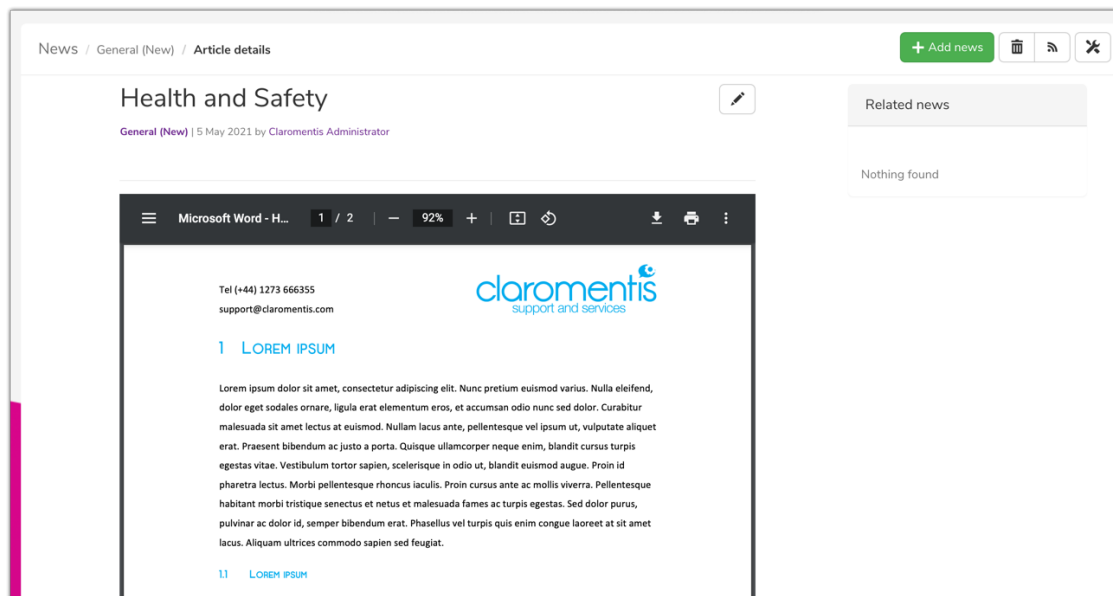 News / General (New) / Article details
+ Add news
Health and Safety
General (New) | 5 May 2021 by Claromentis Administrator
Related news
Nothing found
Microsoft Word - H... 1 / 2 | — 92% + |
Tel (+44) 1273 666355
support@claromentis.com
claromentis
support and services
1 LOREM IPSUM
Lorem ipsum dolor sit amet, consectetur adipiscing elit. Nunc pretium euismod varius. Nulla eleifend,
dolor eget sodales ornare, ligula erat elementum eros, et accumsan odio nunc sed dolor. Curabitur
malesuada sit amet lectus at euismod. Nullam lacus ante, pellentesque vel ipsum ut, vulputate aliquet
erat. Praesent bibendum ac justo a porta. Quisque ullamcorper neque enim, blandit cursus turpis
egestas vitae. Vestibulum tortor sapien, scelerisque in odio ut, blandit euismod augue. Proin id
pharetra lectus. Morbi pellentesque rhoncus iaculis. Proin cursus ante ac mollis viverra. Pellentesque
habitant morbi tristique senectus et netus et malesuada fames ac turpis egestas. Sed dolor purus,
pulvinar ac dolor id, semper bibendum erat. Phasellus vel turpis quis enim congue laoreet at sit amet
lacus. Aliquam ultrices commodo sapien sed feugiat.
1.1 LOREM IPSUM